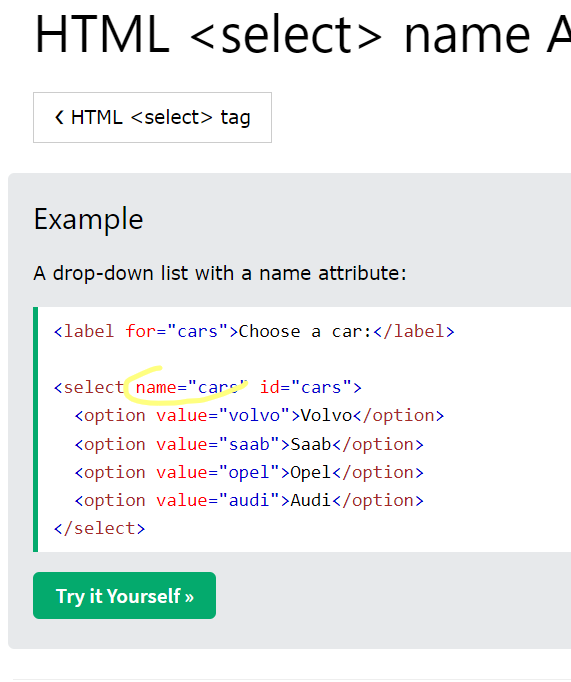 HTML <select> name A
❮ HTML <select> tag
Example
A drop-down list with a name attribute:
<label for="cars">Choose a car:</label>
<select name="cars" id="cars">
<option value="volvo">Volvo</option>
<option value="saab">Saab</option>
<option value="opel">Opel</option>
<option value="audi">Audi</option>
</select>
Try it Yourself »